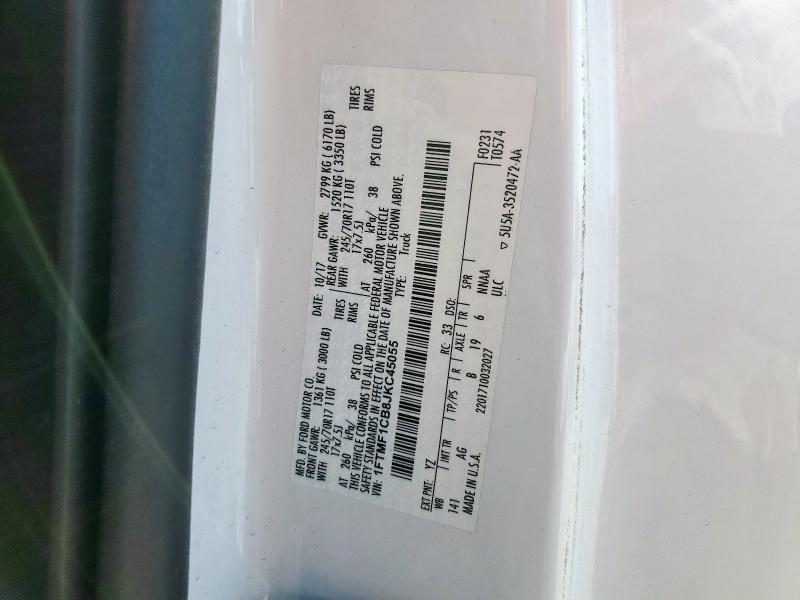 MFD. BY FORD MOTOR CO.
DATE: 10/17 GVWR: 2799 KG ( 6170 LB)
FRONT GAWR: 1361 KG ( 3000 LB) REAR GAWR: 1520 KG ( 3350 LB)
WITH 245/70R17 110T TIRES WITH 245/70R17 110T TIRES
17x7.5J RIMS 17x7.5J RIMS
AT 260 kPa/ 38 PSI COLD AT 260 kPa/ 38 PSI COLD
THIS VEHICLE CONFORMS TO ALL APPLICABLE FEDERAL MOTOR VEHICLE
SAFETY STANDARDS IN EFFECT ON THE DATE OF MANUFACTURE SHOWN ABOVE.
VIN: 1FTMF1CB8JKC45055 TYPE: Truck
EXT PNT: YZ RC: 33 DSO: F0231
WB INT TR TP/PS R AXLE TR SPR T0574
141 AG B 19 6 NNAA
MADE IN U.S.A. 2201710032027 ULC ▽ 5U5A-3520472-AA